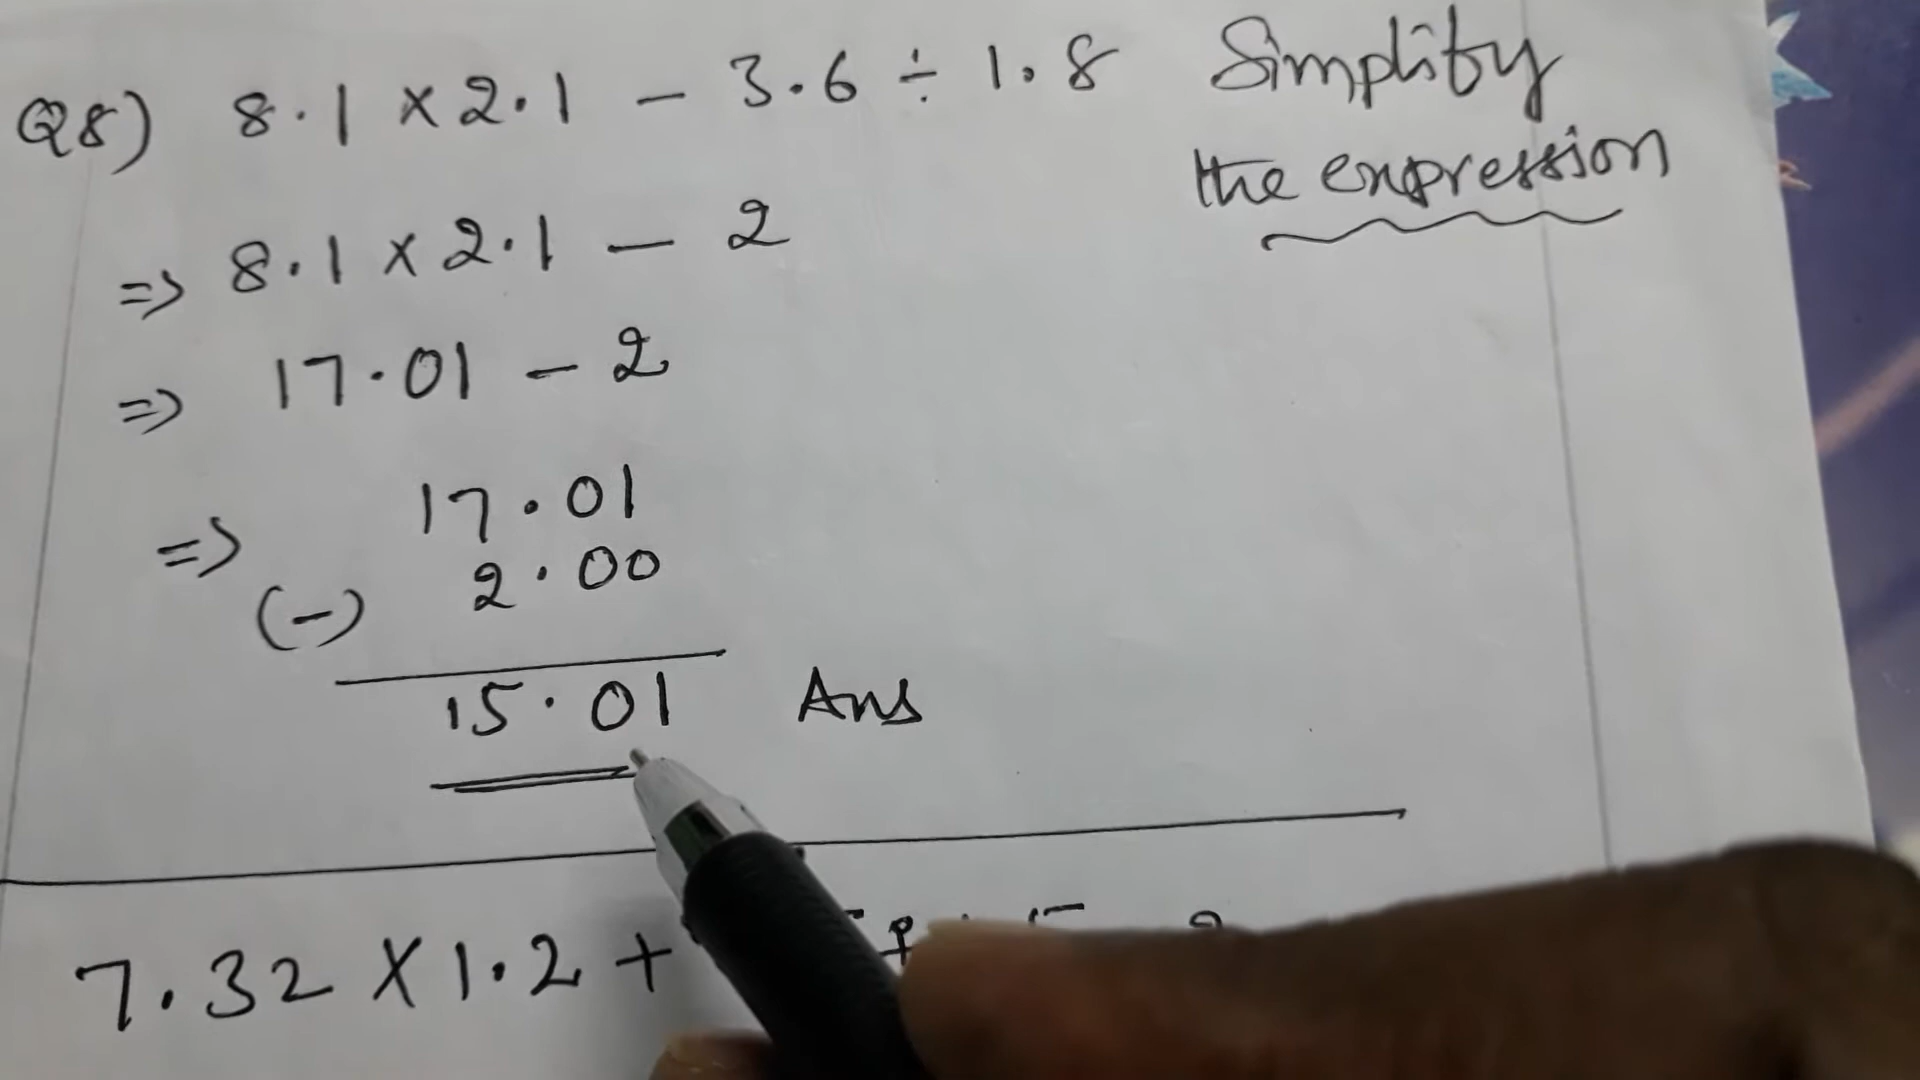 Q8) 8.1 × 2.1 – 3.6 ÷ 1.8 Simplify
the expression
=> 8.1 × 2.1 – 2
=> 17.01 – 2
=> 17.01
(-) 2.00
15.01 Ans
7.32 × 1.2 +